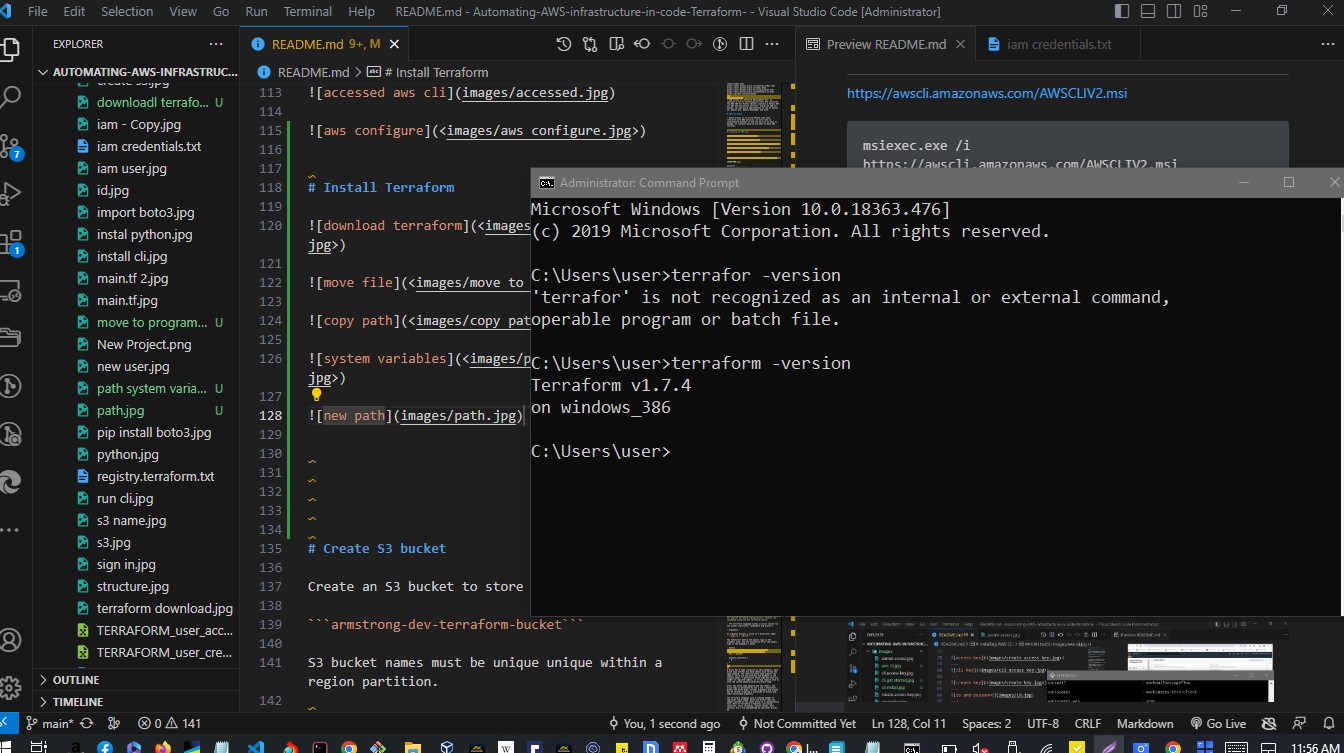 File Edit Selection View Go Run Terminal Help README.md - Automating-AWS-infrastructure-in-code-Terraform- - Visual Studio Code [Administrator]
EXPLORER
README.md 9+, M
Preview README.md
iam credentials.txt
AUTOMATING-AWS-INFRASTRUC...
README.md > # Install Terraform
downloadl terrafo... U
iam - Copy.jpg
iam credentials.txt
iam user.jpg
id.jpg
import boto3.jpg
instal python.jpg
install cli.jpg
main.tf 2.jpg
main.tf.jpg
move to program... U
New Project.png
new user.jpg
path system varia... U
path.jpg U
pip install boto3.jpg
python.jpg
registry.terraform.txt
run cli.jpg
s3 name.jpg
s3.jpg
sign in.jpg
structure.jpg
terraform download.jpg
TERRAFORM_user_acc...
TERRAFORM_user_cre...
OUTLINE
TIMELINE
7
1
113 ![accessed aws cli](images/accessed.jpg)
114
115 ![aws configure](<images/aws configure.jpg>)
116
117
118 # Install Terraform
119
120 ![download terraform](<images
jpg>)
121
122 ![move file](<images/move to
123
124 ![copy path](<images/copy pat
125
126 ![system variables](<images/p
jpg>)
127
128 ![new path](images/path.jpg)
129
130
131
132
133
134
135 # Create S3 bucket
136
137 Create an S3 bucket to store
138
139 ```armstrong-dev-terraform-bucket```
140
141 S3 bucket names must be unique unique within a
region partition.
142
https://awscli.amazonaws.com/AWSCLIV2.msi
msiexec.exe /i
https://awscli.amazonaws.com/AWSCLIV2.msi
Administrator: Command Prompt
Microsoft Windows [Version 10.0.18363.476]
(c) 2019 Microsoft Corporation. All rights reserved.
C:\Users\user>terrafor -version
'terrafor' is not recognized as an internal or external command,
operable program or batch file.
C:\Users\user>terraform -version
Terraform v1.7.4
on windows_386
C:\Users\user>
main* 0 141 You, 1 second ago Not Committed Yet Ln 128, Col 11 Spaces: 2 UTF-8 CRLF Markdown Go Live
11:56 AM